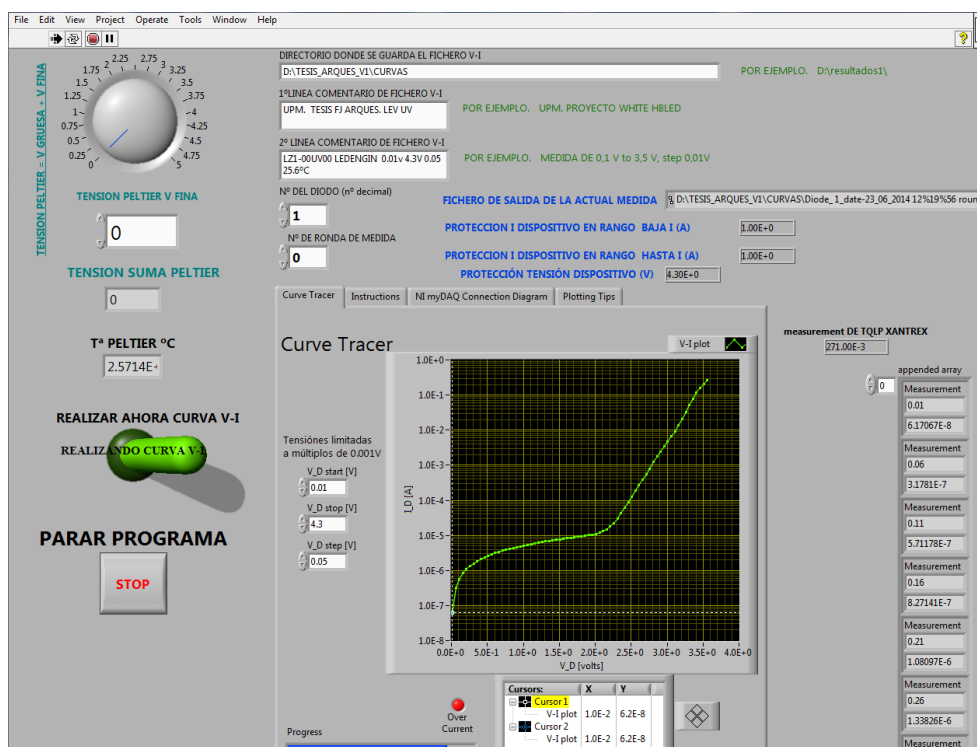 File Edit View Project Operate Tools Window Help
TENSION PELTIER = V GRUESA + V FINA
0 0.25 0.5 0.75 1 1.25 1.5 1.75 2 2.25 2.5 2.75 3 3.25 3.5 3.75 4 4.25 4.5 4.75 5
TENSION PELTIER V FINA
0
TENSION SUMA PELTIER
0
Tª PELTIER ºC
2.5714E+
REALIZAR AHORA CURVA V-I
REALIZANDO CURVA V-I
PARAR PROGRAMA
STOP
DIRECTORIO DONDE SE GUARDA EL FICHERO V-I
D:\TESIS_ARQUES_V1\CURVAS
POR EJEMPLO. D:\resultados1\
1ºLINEA COMENTARIO DE FICHERO V-I
UPM. TESIS FJ ARQUES. LEV UV
POR EJEMPLO. UPM. PROYECTO WHITE HBLED
2º LINEA COMENTARIO DE FICHERO V-I
LZ1-00UV00 LEDENGIN 0.01v 4.3V 0.05
25.6ºC
POR EJEMPLO. MEDIDA DE 0,1 V to 3,5 V, step 0,01V
Nº DEL DIODO (nº decimal)
1
Nº DE RONDA DE MEDIDA
0
FICHERO DE SALIDA DE LA ACTUAL MEDIDA
D:\TESIS_ARQUES_V1\CURVAS\Diode_1_date-23_06_2014 12%19%56 roun
PROTECCION I DISPOSITIVO EN RANGO BAJA I (A)
1.00E+0
PROTECCION I DISPOSITIVO EN RANGO HASTA I (A)
1.00E+0
PROTECCIÓN TENSIÓN DISPOSITIVO (V)
4.30E+0
Curve Tracer Instructions NI myDAQ Connection Diagram Plotting Tips
Curve Tracer
V-I plot
Tensiónes limitadas
a múltiplos de 0.001V
V_D start [V]
0.01
V_D stop [V]
4.3
V_D step [V]
0.05
I_D [A]
1.0E+0
1.0E-1
1.0E-2
1.0E-3
1.0E-4
1.0E-5
1.0E-6
1.0E-7
1.0E-8
0.0E+0 5.0E-1 1.0E+0 1.5E+0 2.0E+0 2.5E+0 3.0E+0 3.5E+0 4.0E+0
V_D [volts]
Cursors: X Y
Cursor 1
V-I plot 1.0E-2 6.2E-8
Cursor 2
V-I plot 1.0E-2 6.2E-8
Over
Current
Progress
measurement DE TQLP XANTREX
271.00E-3
appended array
0
Measurement
0.01
6.17067E-8
Measurement
0.06
3.1781E-7
Measurement
0.11
5.71178E-7
Measurement
0.16
8.27141E-7
Measurement
0.21
1.08097E-6
Measurement
0.26
1.33826E-6
Measurement